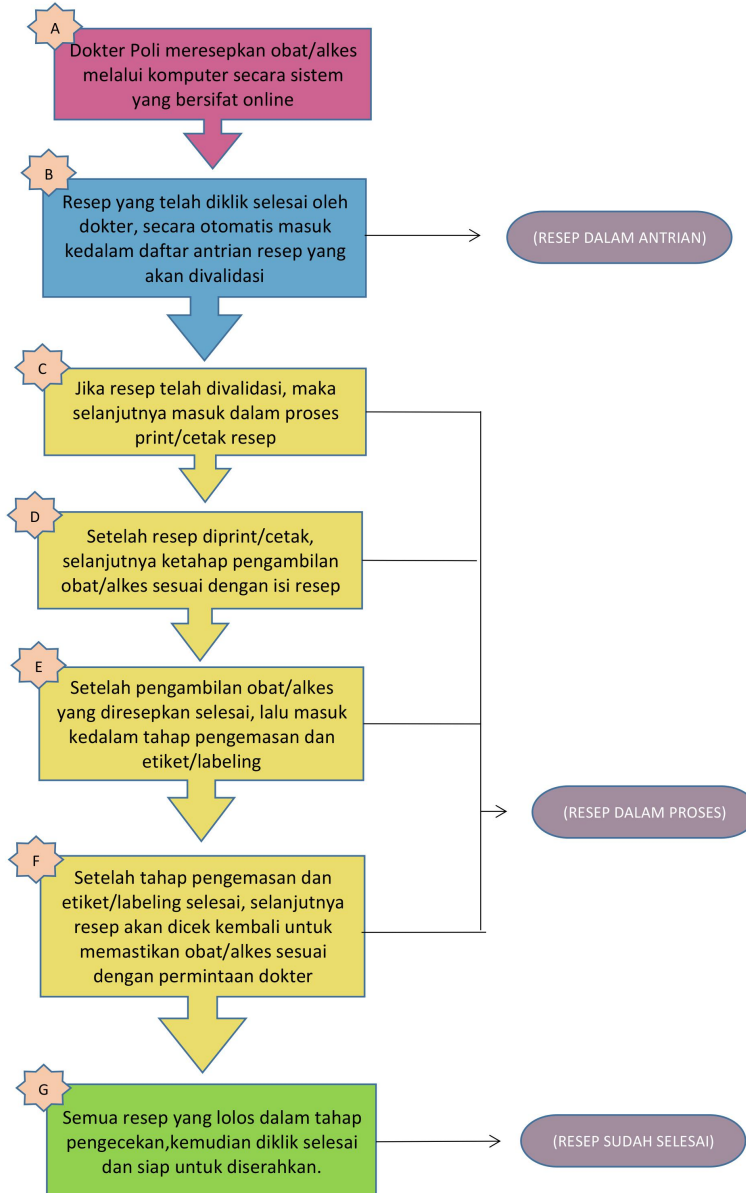 A
Dokter Poli meresepkan obat/alkes
melalui komputer secara sistem
yang bersifat online
B
Resep yang telah diklik selesai oleh
dokter, secara otomatis masuk
kedalam daftar antrian resep yang
akan divalidasi
(RESEP DALAM ANTRIAN)
C
Jika resep telah divalidasi, maka
selanjutnya masuk dalam proses
print/cetak resep
D
Setelah resep diprint/cetak,
selanjutnya ketahap pengambilan
obat/alkes sesuai dengan isi resep
E
Setelah pengambilan obat/alkes
yang diresepkan selesai, lalu masuk
kedalam tahap pengemasan dan
etiket/labeling
(RESEP DALAM PROSES)
F
Setelah tahap pengemasan dan
etiket/labeling selesai, selanjutnya
resep akan dicek kembali untuk
memastikan obat/alkes sesuai
dengan permintaan dokter
G
Semua resep yang lolos dalam tahap
pengecekan,kemudian diklik selesai
dan siap untuk diserahkan.
(RESEP SUDAH SELESAI)